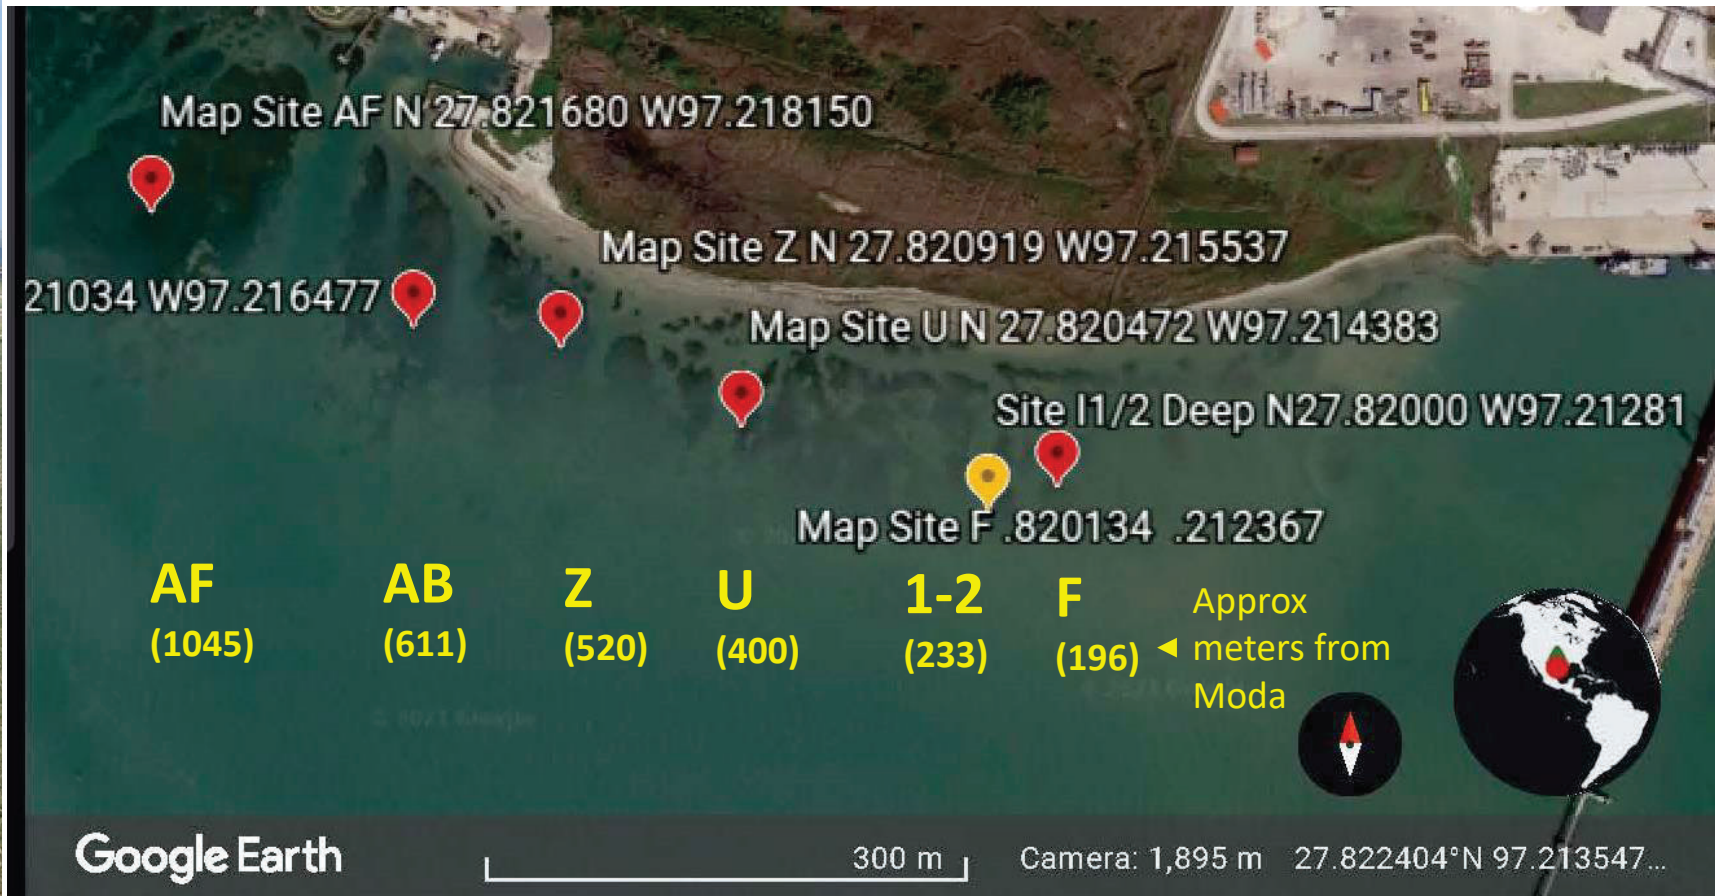 Map Site AF N 27.821680 W97.218150
Map Site Z N 27.820919 W97.215537
21034 W97.216477
Map Site U N 27.820472 W97.214383
Site I1/2 Deep N27.82000 W97.21281
Map Site F .820134 .212367
AF AB Z U 1-2 F
(1045) (611) (520) (400) (233) (196)
◄ Approx
meters from
Moda
Google Earth
300 m
Camera: 1,895 m 27.822404°N 97.213547...